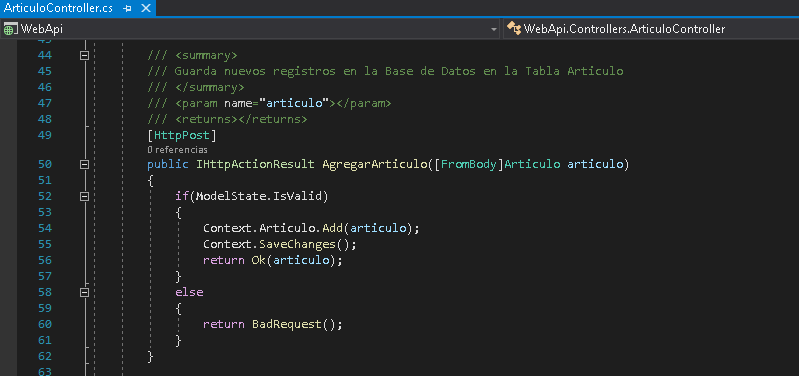 ArticuloController.cs
WebApi
WebApi.Controllers.ArticuloController
43
44 /// <summary>
45 /// Guarda nuevos registros en la Base de Datos en la Tabla Articulo
46 /// </summary>
47 /// <param name="articulo"></param>
48 /// <returns></returns>
49 [HttpPost]
0 referencias
50 public IHttpActionResult AgregarArticulo([FromBody]Articulo articulo)
51 {
52 if(ModelState.IsValid)
53 {
54 Context.Articulo.Add(articulo);
55 Context.SaveChanges();
56 return Ok(articulo);
57 }
58 else
59 {
60 return BadRequest();
61 }
62 }
63